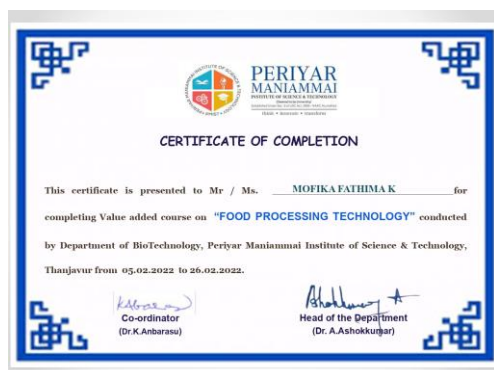 PERIYAR
MANIAMMAI
INSTITUTE OF SCIENCE & TECHNOLOGY
think • innovate • transform
CERTIFICATE OF COMPLETION
This certificate is presented to Mr / Ms. MOFIKA FATHIMA K for
completing Value added course on "FOOD PROCESSING TECHNOLOGY" conducted
by Department of BioTechnology, Periyar Maniammai Institute of Science & Technology,
Thanjavur from 05.02.2022 to 26.02.2022.
Co-ordinator
(Dr.K.Anbarasu)
Head of the Department
(Dr. A.Ashokkumar)